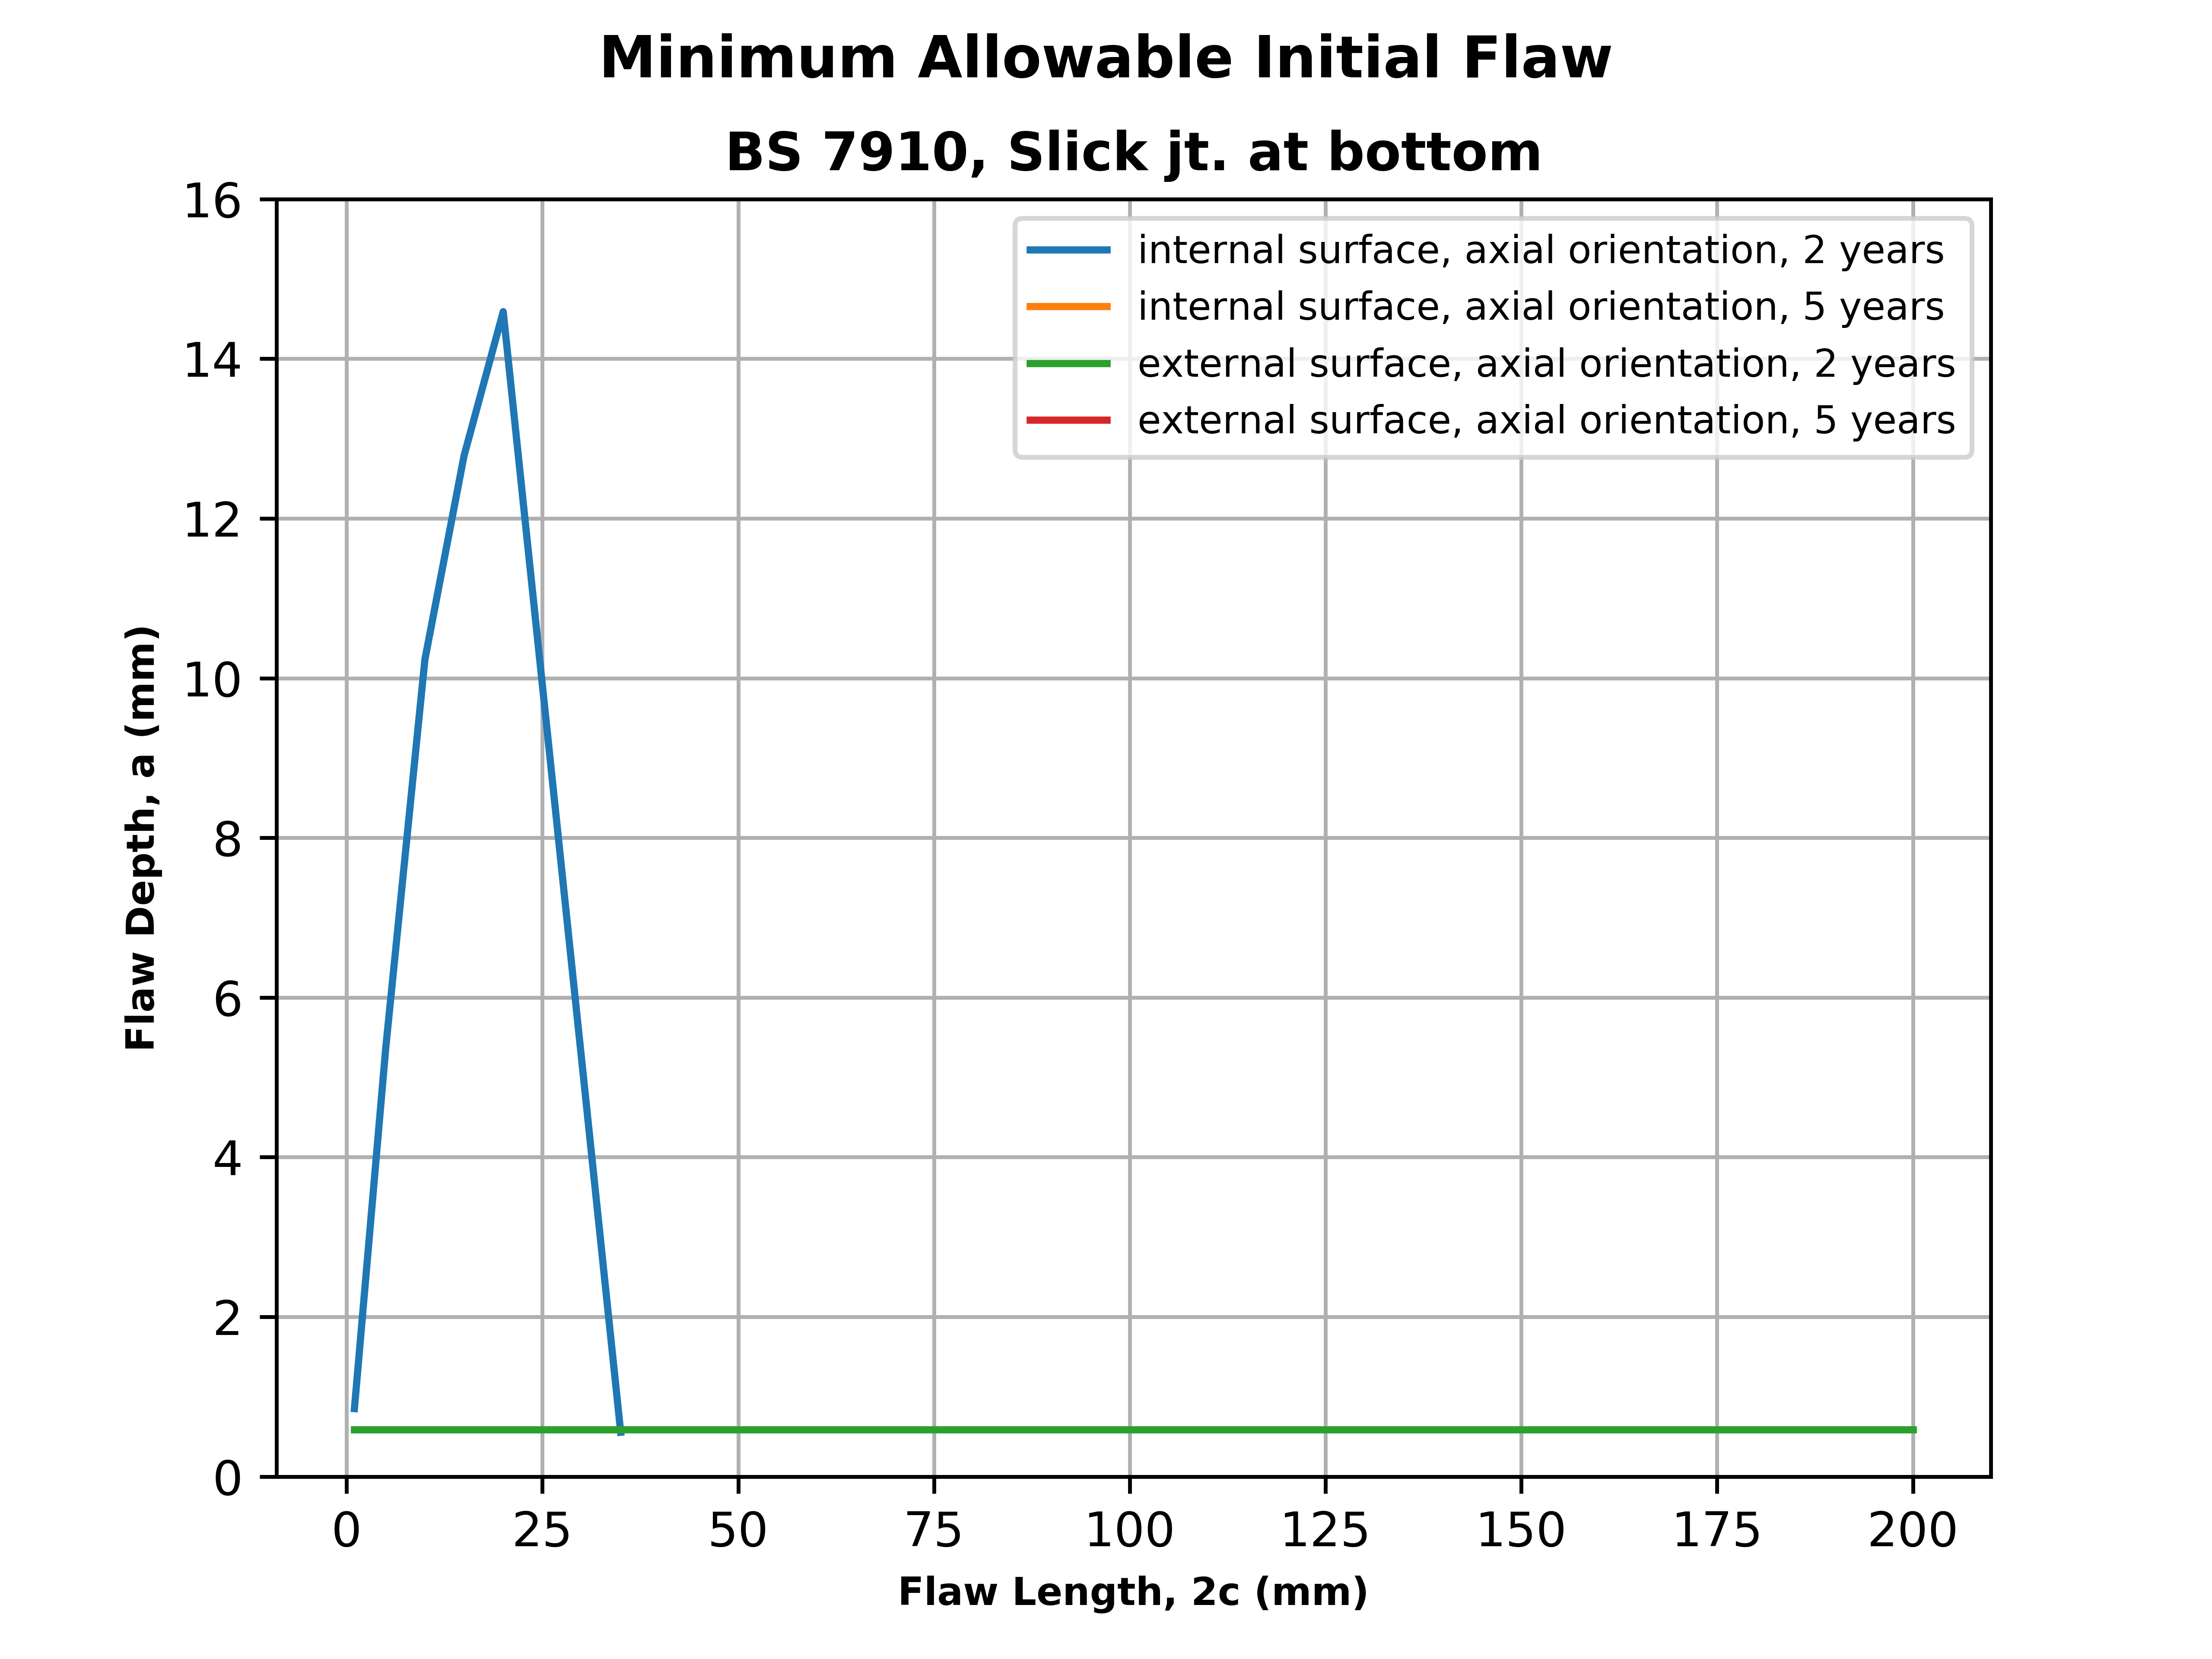 Minimum Allowable Initial Flaw
BS 7910, Slick jt. at bottom
internal surface, axial orientation, 2 years
internal surface, axial orientation, 5 years
external surface, axial orientation, 2 years
external surface, axial orientation, 5 years
16
14
12
10
8
6
4
2
0
Flaw Depth, a (mm)
0 25 50 75 100 125 150 175 200
Flaw Length, 2c (mm)